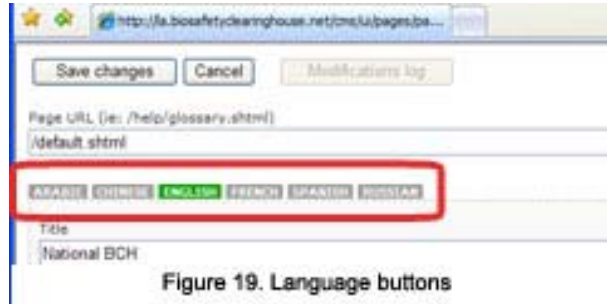 http://la.biosafetyclearinghouse.net/cms/ui/pages/pa...
Save changes Cancel Modifications log
Page URL (ie: /help/glossary.shtml)
/default.shtml
ARABIC CHINESE ENGLISH FRENCH SPANISH RUSSIAN
Title
National BCH
Figure 19. Language buttons